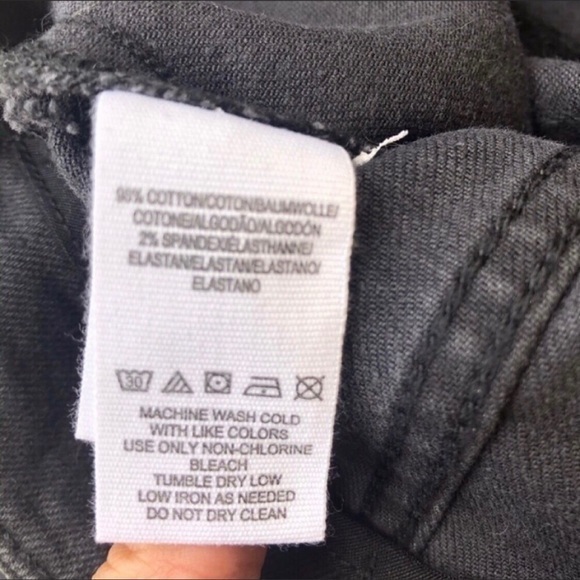 98% COTTON/COTON/BAUMWOLLE/
COTONE/ALGODÃO/ALGODÓN
2% SPANDEX/ÉLASTHANNE/
ELASTAN/ELASTAN/ELASTANO/
ELASTANO
30
MACHINE WASH COLD
WITH LIKE COLORS
USE ONLY NON-CHLORINE
BLEACH
TUMBLE DRY LOW
LOW IRON AS NEEDED
DO NOT DRY CLEAN